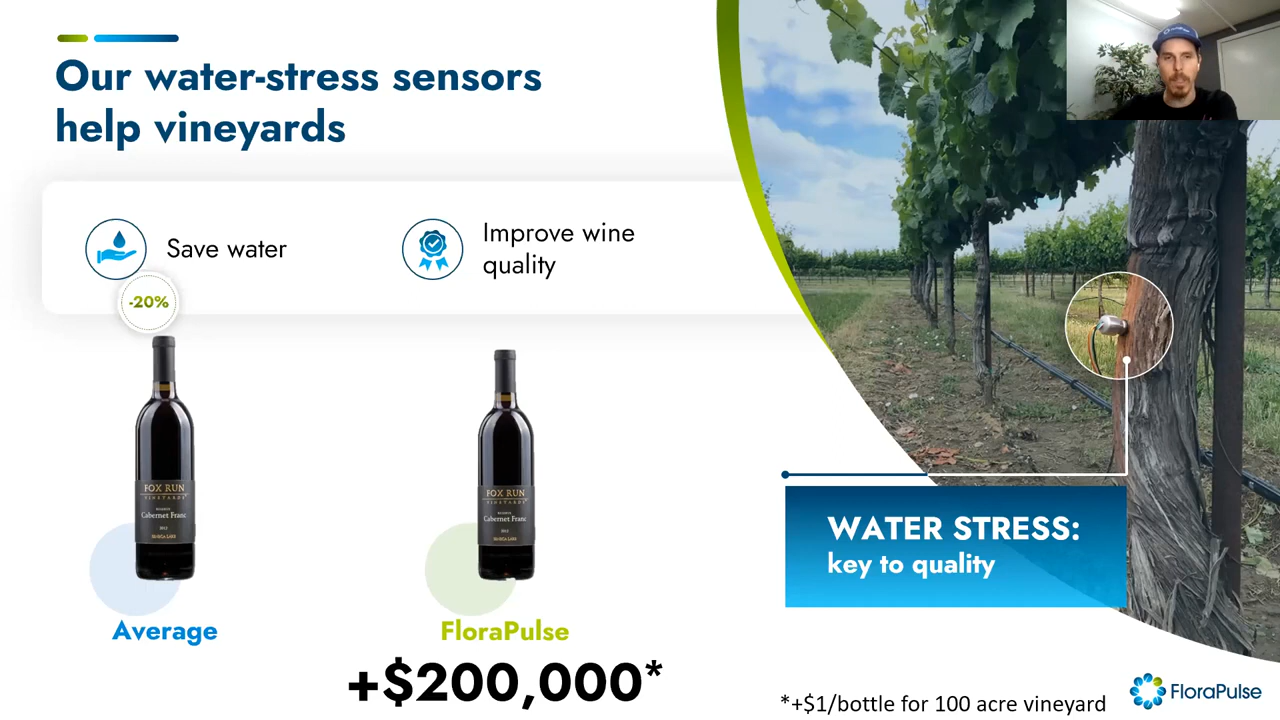 Our water-stress sensors
help vineyards
Save water
Improve wine
quality
-20%
FOX RUN
VINEYARDS
Cabernet Franc
FOX RUN
VINEYARDS
Cabernet Franc
Average
FloraPulse
+$200,000*
WATER STRESS:
key to quality
*+$1/bottle for 100 acre vineyard
FloraPulse